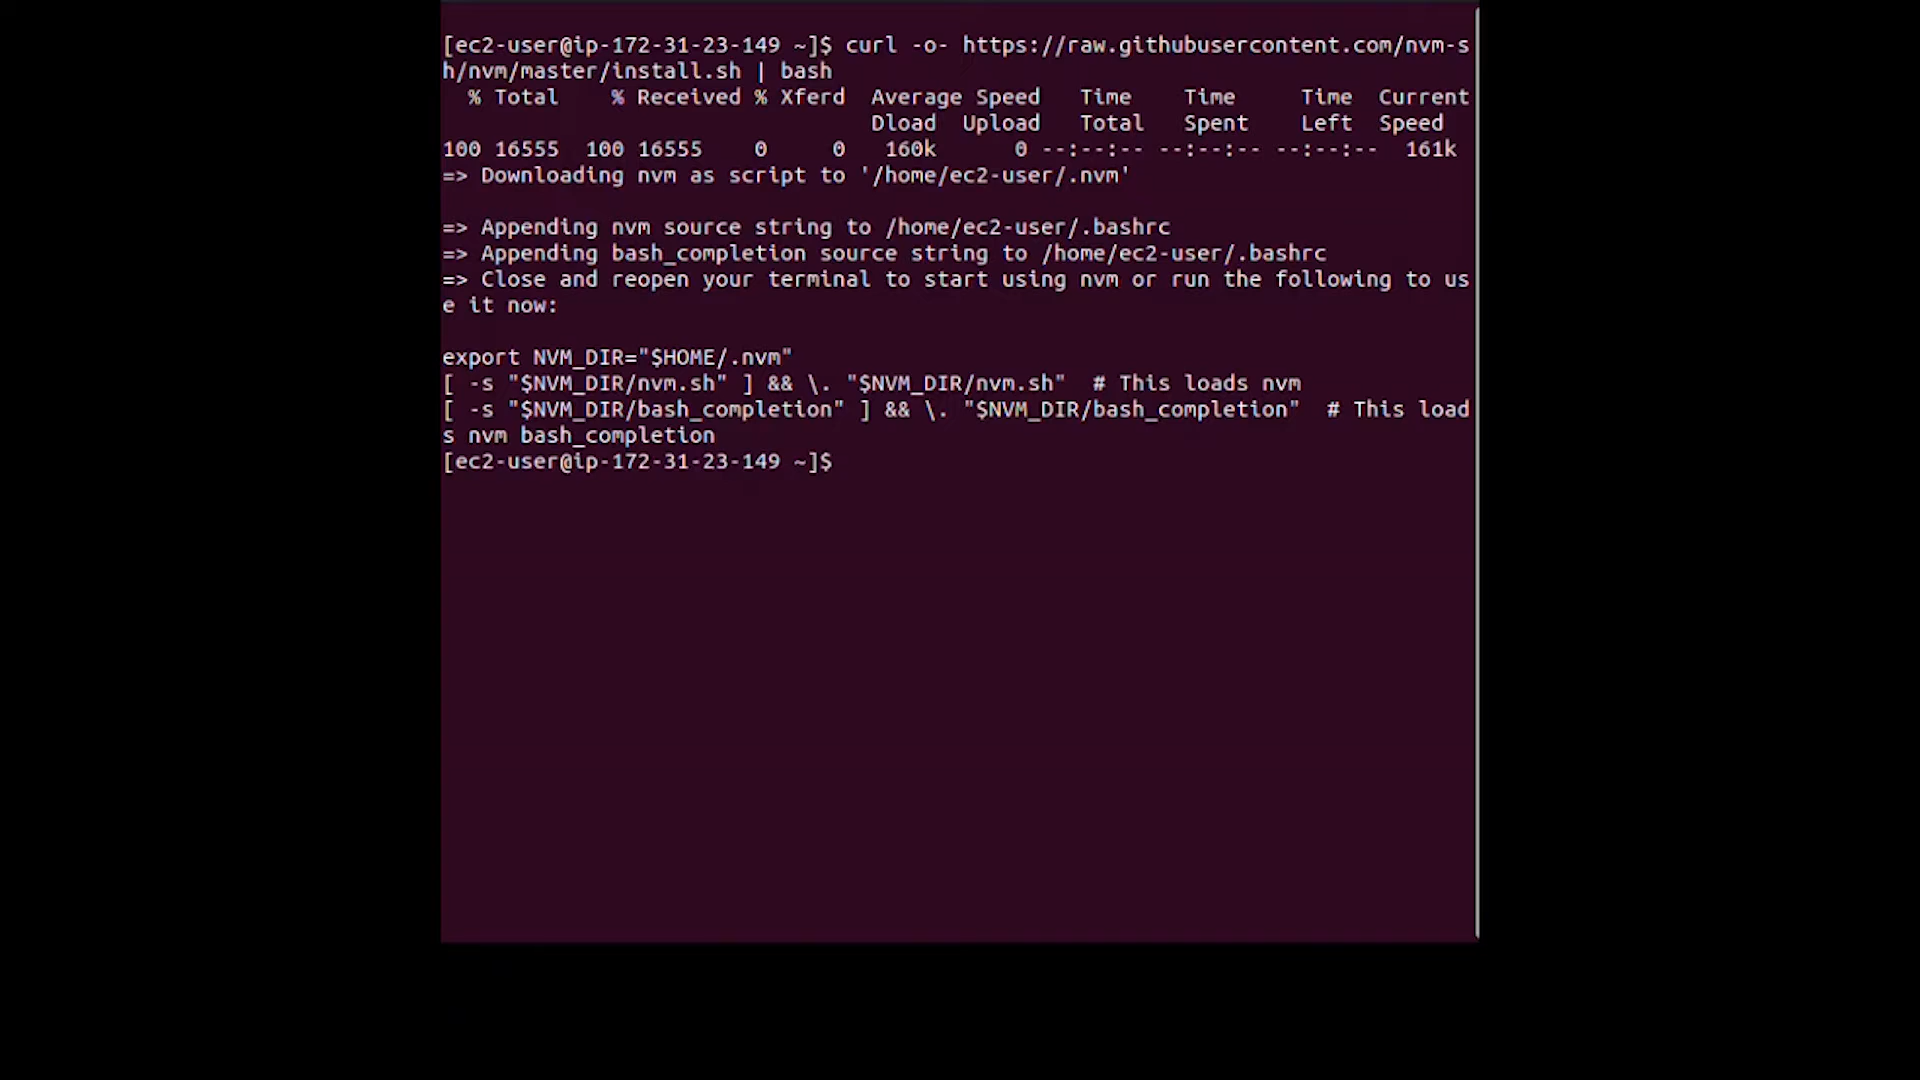 [ec2-user@ip-172-31-23-149 ~]$ curl -o- https://raw.githubusercontent.com/nvm-s
h/nvm/master/install.sh | bash
  % Total    % Received % Xferd  Average Speed   Time    Time     Time  Current
                                 Dload  Upload   Total   Spent    Left  Speed
100 16555  100 16555    0     0   160k      0 --:--:-- --:--:-- --:--:--  161k
=> Downloading nvm as script to '/home/ec2-user/.nvm'
=> Appending nvm source string to /home/ec2-user/.bashrc
=> Appending bash_completion source string to /home/ec2-user/.bashrc
=> Close and reopen your terminal to start using nvm or run the following to us
e it now:
export NVM_DIR="$HOME/.nvm"
[ -s "$NVM_DIR/nvm.sh" ] && \. "$NVM_DIR/nvm.sh"  # This loads nvm
[ -s "$NVM_DIR/bash_completion" ] && \. "$NVM_DIR/bash_completion"  # This load
s nvm bash_completion
[ec2-user@ip-172-31-23-149 ~]$